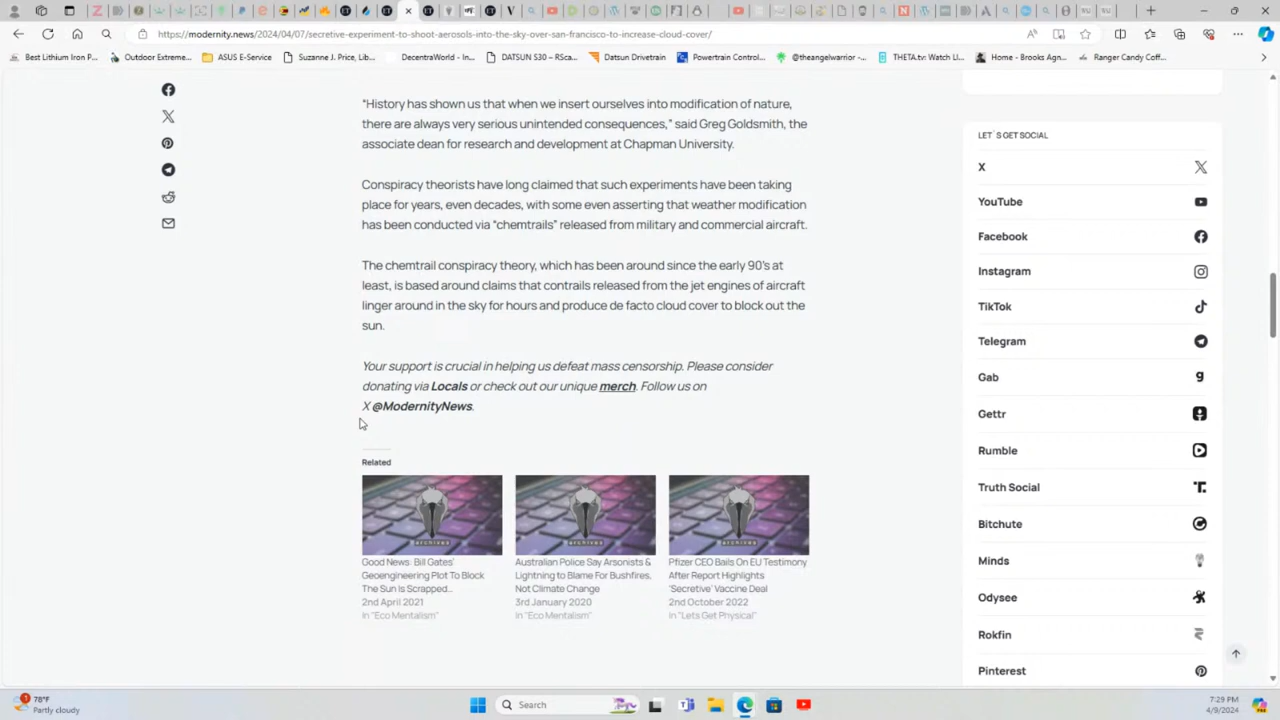 https://modernity.news/2024/04/07/secretive-experiment-to-shoot-aerosols-into-the-sky-over-san-francisco-to-increase-cloud-cover/
Best Lithium Iron P...
Outdoor Extreme...
ASUS E-Service
Suzanne J. Price, Lib...
DecentraWorld - In...
DATSUN S30 – RSca...
Datsun Drivetrain
Powertrain Control...
@theangelwarrior -...
THETA.tv: Watch Li...
Home - Brooks Agn...
Ranger Candy Coff...
“History has shown us that when we insert ourselves into modification of nature,
there are always very serious unintended consequences,” said Greg Goldsmith, the
associate dean for research and development at Chapman University.
Conspiracy theorists have long claimed that such experiments have been taking
place for years, even decades, with some even asserting that weather modification
has been conducted via “chemtrails” released from military and commercial aircraft.
The chemtrail conspiracy theory, which has been around since the early 90’s at
least, is based around claims that contrails released from the jet engines of aircraft
linger around in the sky for hours and produce de facto cloud cover to block out the
sun.
Your support is crucial in helping us defeat mass censorship. Please consider
donating via Locals or check out our unique merch. Follow us on
X @ModernityNews.
Related
archives
archives
archives
Good News: Bill Gates’
Geoengineering Plot To Block
The Sun Is Scrapped...
2nd April 2021
In "Eco Mentalism"
Australian Police Say Arsonists &
Lightning to Blame For Bushfires,
Not Climate Change
3rd January 2020
In "Eco Mentalism"
Pfizer CEO Bails On EU Testimony
After Report Highlights
‘Secretive’ Vaccine Deal
2nd October 2022
In "Lets Get Physical"
LET´S GET SOCIAL
X
YouTube
Facebook
Instagram
TikTok
Telegram
Gab
Gettr
Rumble
Truth Social
Bitchute
Minds
Odysee
Rokfin
Pinterest
1
78°F
Partly cloudy
Search
7:29 PM
4/9/2024